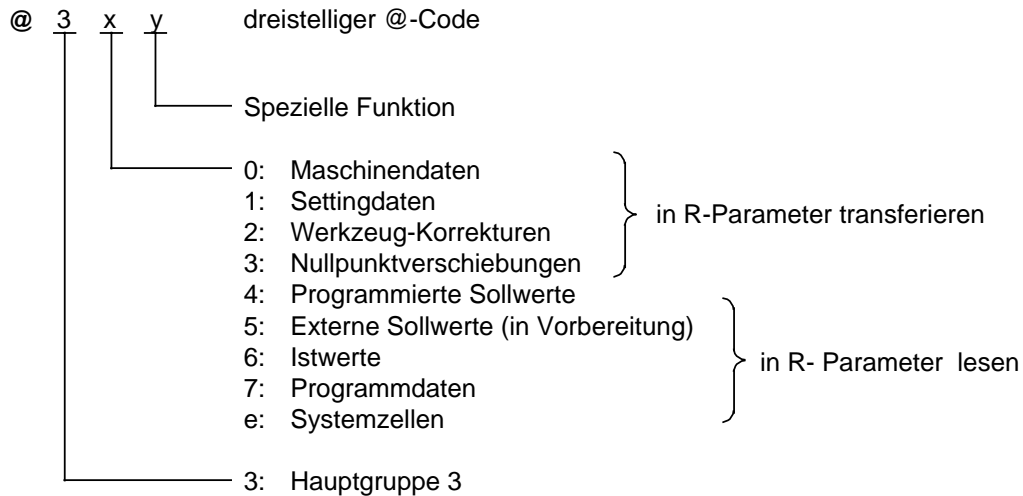 @ 3 x y dreistelliger @-Code
Spezielle Funktion
0: Maschinendaten
1: Settingdaten
2: Werkzeug-Korrekturen
3: Nullpunktverschiebungen
in R-Parameter transferieren
4: Programmierte Sollwerte
5: Externe Sollwerte (in Vorbereitung)
6: Istwerte
7: Programmdaten
e: Systemzellen
in R- Parameter lesen
3: Hauptgruppe 3